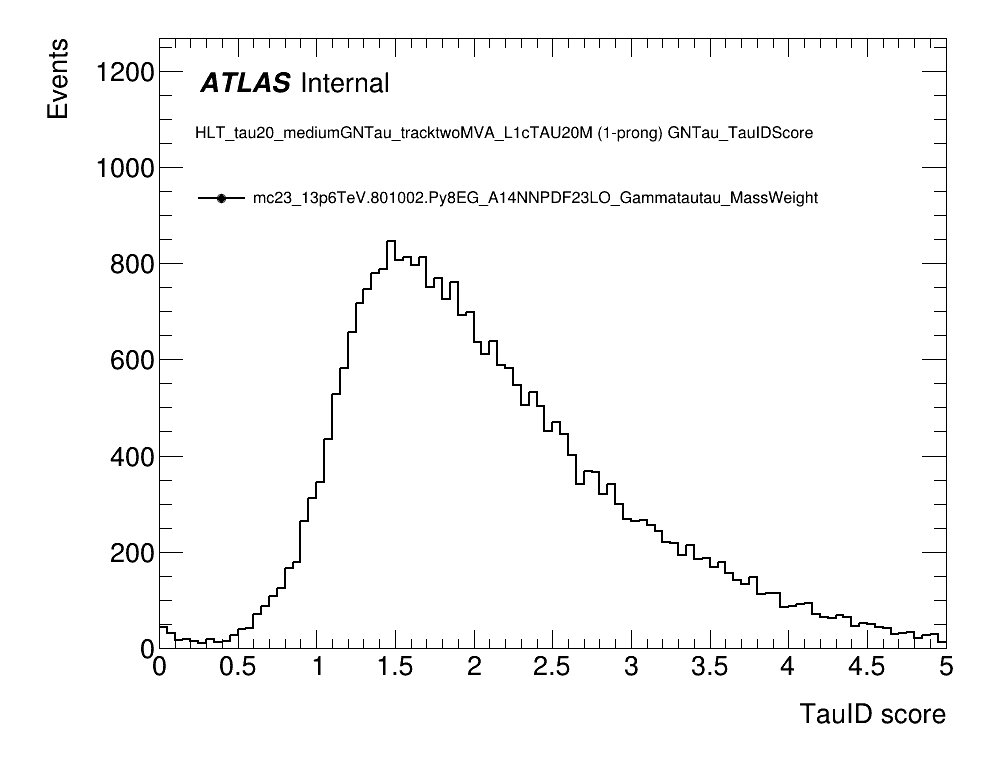 Events
1200
1000
800
600
400
200
0
ATLAS Internal
HLT_tau20_mediumGNTau_tracktwoMVA_L1cTAU20M (1-prong) GNTau_TauIDScore
mc23_13p6TeV.801002.Py8EG_A14NNPDF23LO_Gammatautau_MassWeight
0 0.5 1 1.5 2 2.5 3 3.5 4 4.5 5
TauID score